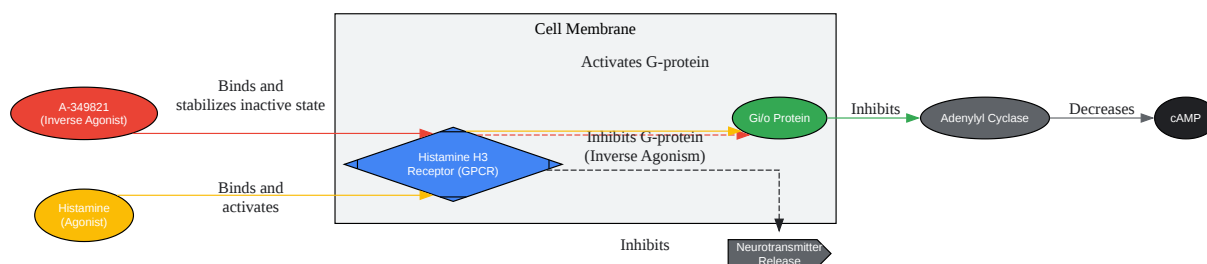 Cell Membrane
Activates G-protein
Binds and
stabilizes inactive state
A-349821
(Inverse Agonist)
Gi/o Protein
Inhibits
Adenylyl Cyclase
Decreases
cAMP
Inhibits G-protein
(Inverse Agonism)
Histamine H3
Receptor (GPCR)
Binds and
activates
Histamine
(Agonist)
Inhibits
Neurotransmitter
Release